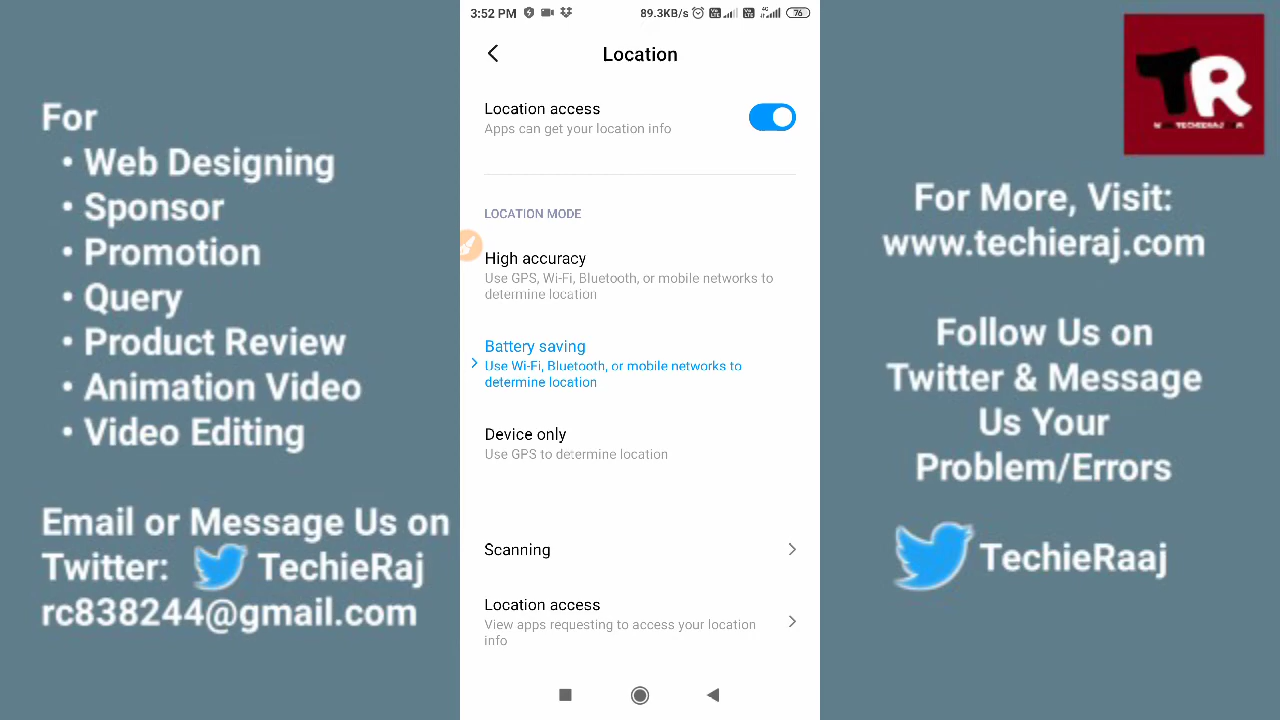 For
• Web Designing
• Sponsor
• Promotion
• Query
• Product Review
• Animation Video
• Video Editing
Email or Message Us on
Twitter: TechieRaj
rc838244@gmail.com
3:52 PM 89.3KB/s 4G 76
Location
Location access
Apps can get your location info
LOCATION MODE
High accuracy
Use GPS, Wi-Fi, Bluetooth, or mobile networks to
determine location
Battery saving
Use Wi-Fi, Bluetooth, or mobile networks to
determine location
Device only
Use GPS to determine location
Scanning
Location access
View apps requesting to access your location
info
TR
For More, Visit:
www.techieraj.com
Follow Us on
Twitter & Message
Us Your
Problem/Errors
TechieRaaj